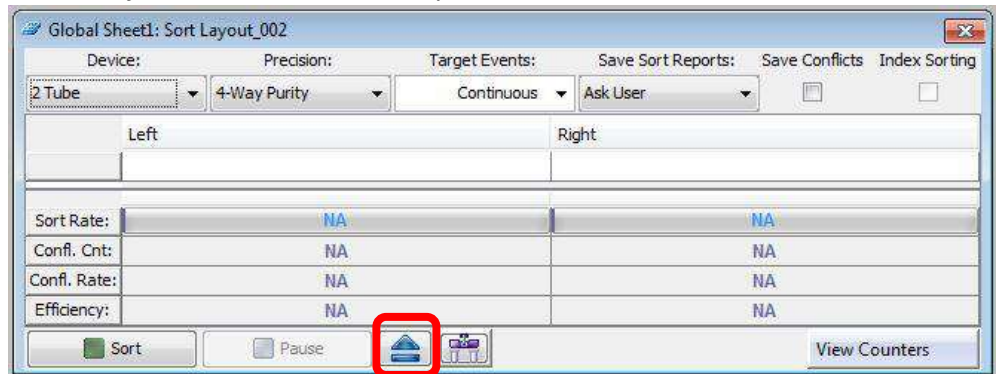 Global Sheet1: Sort Layout_002
Device: Precision: Target Events: Save Sort Reports: Save Conflicts Index Sorting
2 Tube 4-Way Purity Continuous Ask User
Left Right
Sort Rate: NA NA
Confl. Cnt: NA NA
Confl. Rate: NA NA
Efficiency: NA NA
Sort Pause View Counters